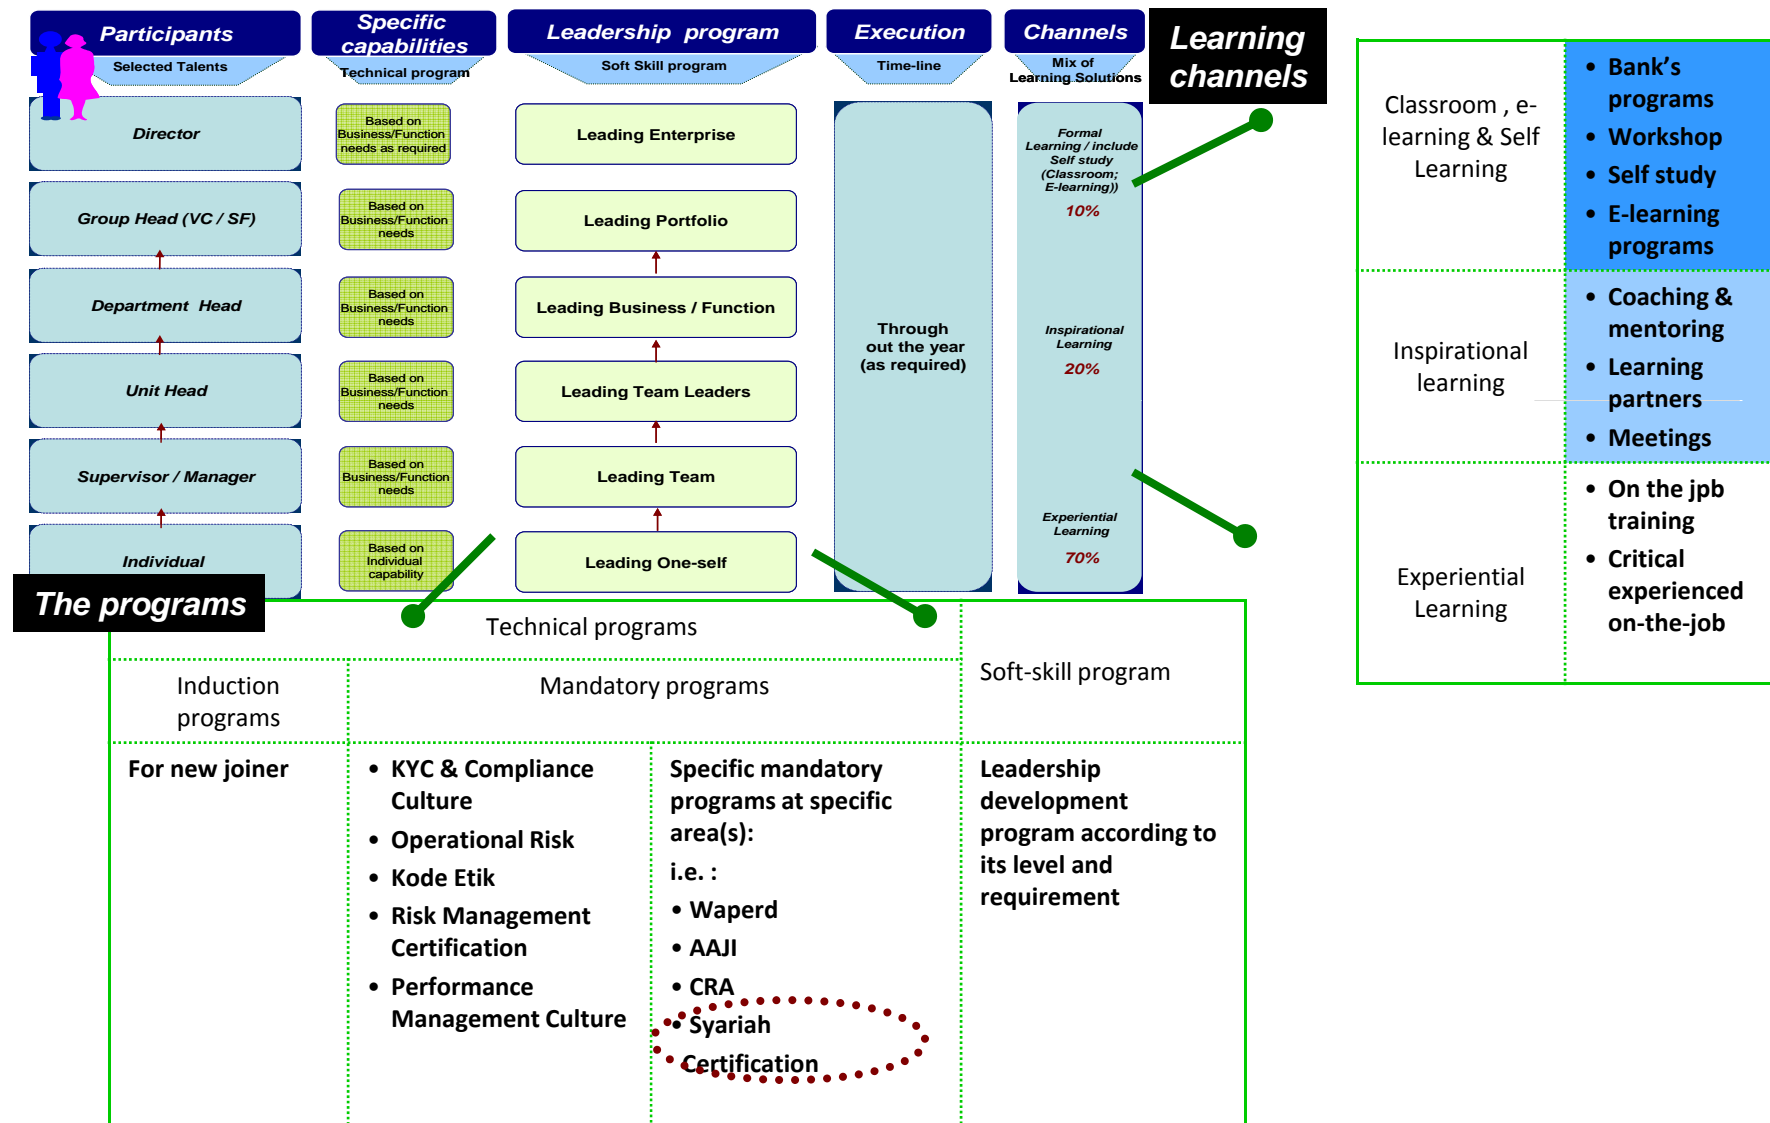 Participants
Selected Talents
Specific
capabilities
Technical program
Leadership program
Soft Skill program
Execution
Time-line
Channels
Mix of
Learning Solutions
Learning
channels
Director
Based on
Business/Function
needs as required
Leading Enterprise
Group Head (VC / SF)
Based on
Business/Function
needs
Leading Portfolio
Department Head
Based on
Business/Function
needs
Leading Business / Function
Unit Head
Based on
Business/Function
needs
Leading Team Leaders
Supervisor / Manager
Based on
Business/Function
needs
Leading Team
Individual
Based on
Individual
capability
Leading One-self
Through
out the year
(as required)
Formal
Learning / include
Self study
(Classroom;
E-learning))
10%
Inspirational
Learning
20%
Experiential
Learning
70%
Classroom , e-
learning & Self
Learning
• Bank’s
programs
• Workshop
• Self study
• E-learning
programs
Inspirational
learning
• Coaching &
mentoring
• Learning
partners
• Meetings
Experiential
Learning
• On the jpb
training
• Critical
experienced
on-the-job
The programs
Technical programs
Soft-skill program
Induction
programs
Mandatory programs
For new joiner
• KYC & Compliance
Culture
• Operational Risk
• Kode Etik
• Risk Management
Certification
• Performance
Management Culture
Specific mandatory
programs at specific
area(s):
i.e. :
• Waperd
• AAJI
• CRA
• Syariah
Certification
Leadership
development
program according to
its level and
requirement